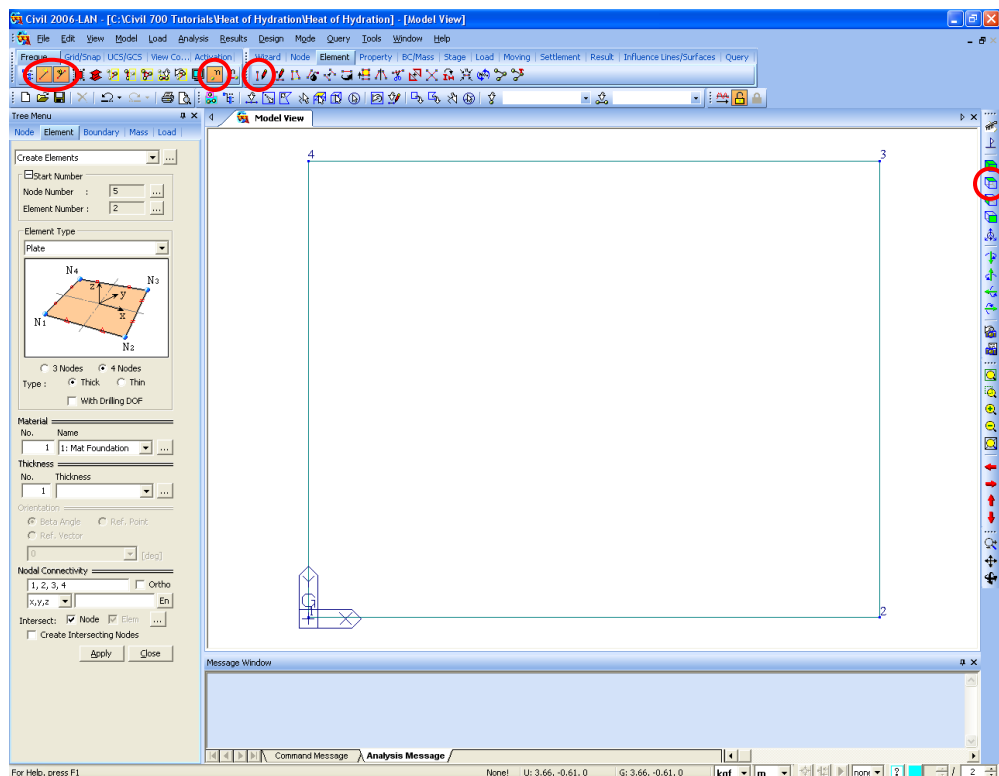 Civil 2006-LAN - [C:\Civil 700 Tutorials\Heat of Hydration\Heat of Hydration] - [Model View]
File Edit View Model Load Analysis Results Design Mode Query Tools Window Help
Grid/Snap UCS/GCS View Co... Wizard Node Element Property BC/Mass Stage Load Moving Settlement Result Influence Lines/Surfaces Query
Tree Menu
Model View
Node Element Boundary Mass Load
Create Elements
Start Number
Node Number : 5
Element Number : 2
Element Type
Plate
N4
N3
z
y
x
N1
N2
3 Nodes 4 Nodes
Type : Thick Thin
With Drilling DOF
Material
No. Name
1 1: Mat Foundation
Thickness
No. Thickness
1
Orientation
Beta Angle Ref. Point
Ref. Vector
0 [deg]
Nodal Connectivity
1, 2, 3, 4 Ortho
x,y,z En
Intersect: Node Elem
Create Intersecting Nodes
Apply Close
4
3
Y
G
1
X
2
Message Window
Command Message Analysis Message
For Help, press F1
None! U: 3.66, -0.61, 0 G: 3.66, -0.61, 0 kgf m none ? / 2